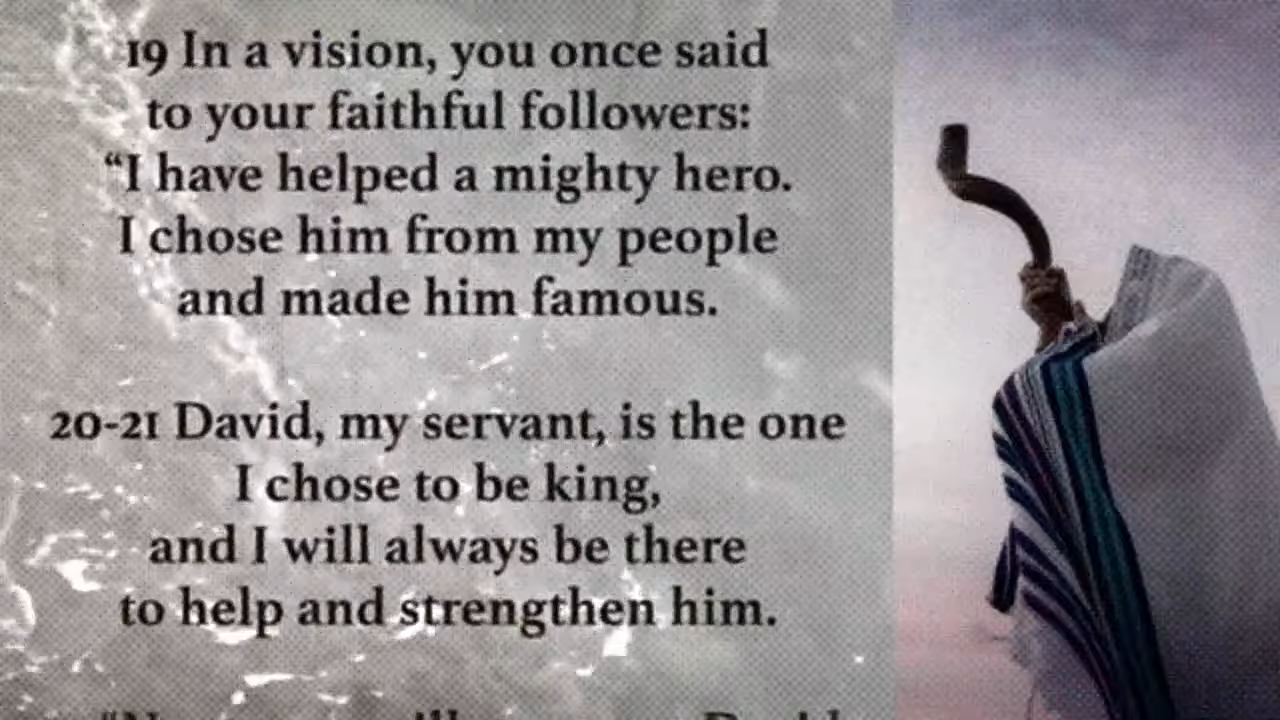 19 In a vision, you once said
to your faithful followers:
“I have helped a mighty hero.
I chose him from my people
and made him famous.
20-21 David, my servant, is the one
I chose to be king,
and I will always be there
to help and strengthen him.